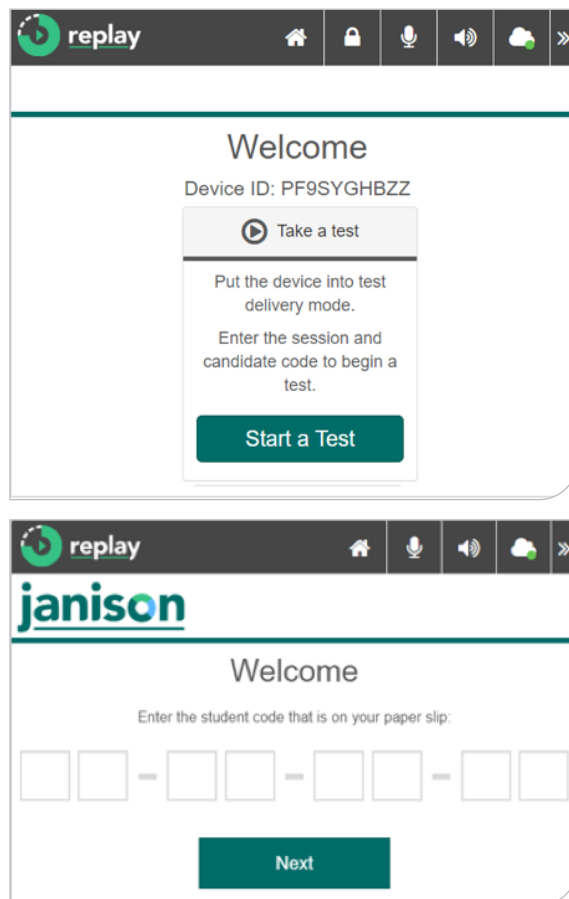 replay
Welcome
Device ID: PF9SYGHBZZ
Take a test
Put the device into test
delivery mode.
Enter the session and
candidate code to begin a
test.
Start a Test
replay
janison
Welcome
Enter the student code that is on your paper slip:
Next